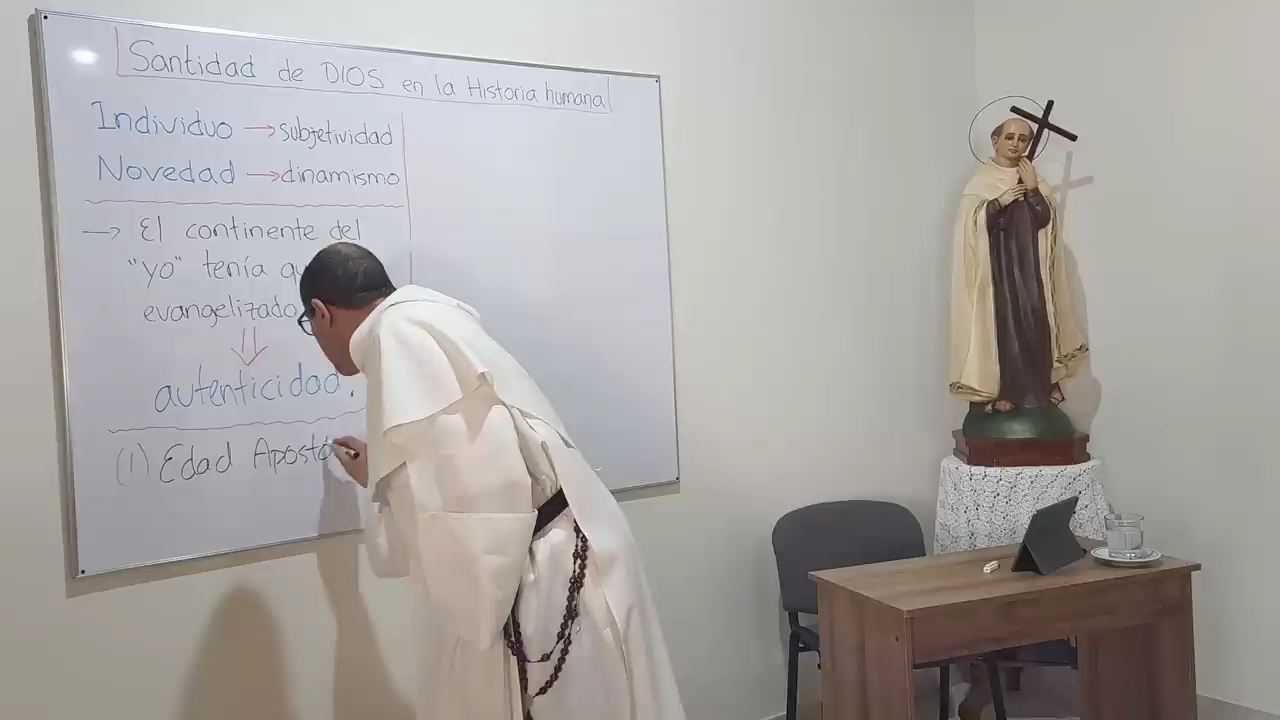 Santidad de DIOS en la Historia humana
Individuo → subjetividad
Novedad → dinamismo
→ El continente del
"yo" tenía
evangelizado
autenticidad.
(1) Edad Apostó